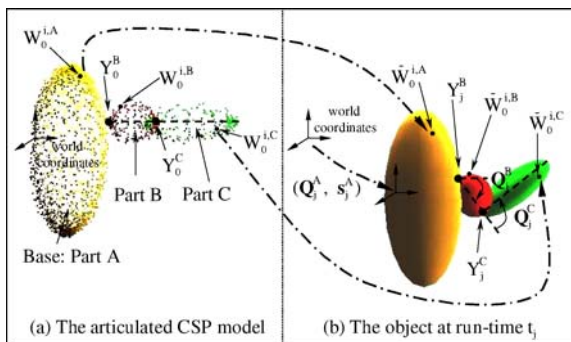 W₀^{i,A}
Y₀^B
W₀^{i,B}
world
coordinates
Y₀^C
W₀^{i,C}
Part B
Part C
Base: Part A
(a) The articulated CSP model
W̄₀^{i,A}
Y_j^B
W̄₀^{i,B}
W̄₀^{i,C}
world
coordinates
Q_j^B
(Q_j^A, s_j^A)
Q_j^C
Y_j^C
(b) The object at run-time t_j